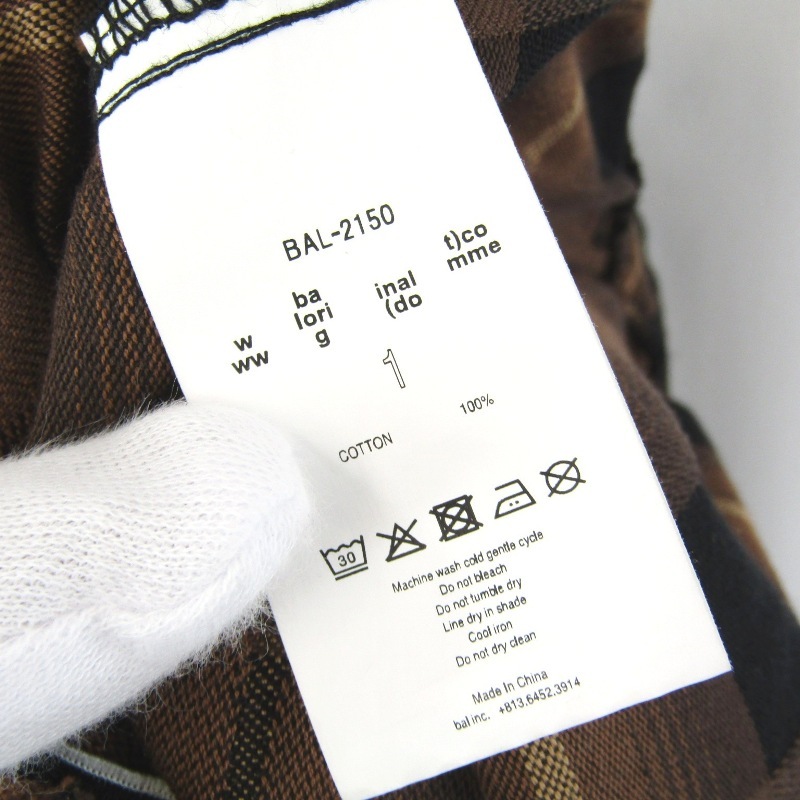 BAL-2150
w
ww
ba
lori
g
inal
(do
t)co
mme
1
COTTON 100%
30
Machine wash cold gentle cycle
Do not bleach
Do not tumble dry
Line dry in shade
Cool iron
Do not dry clean
Made In China
bal inc. +813.6452.3914